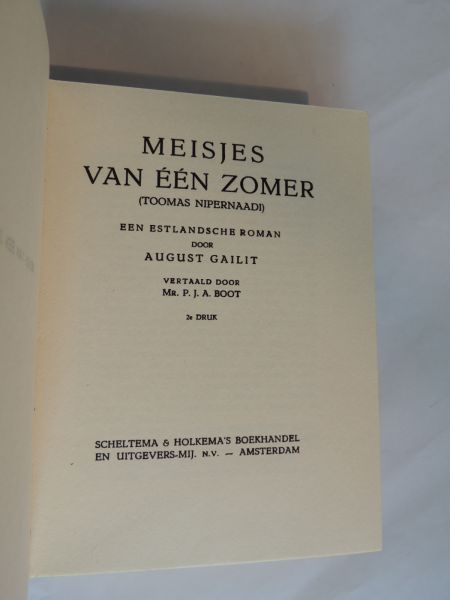 MEISJES
VAN ÉÉN ZOMER
(TOOMAS NIPERNAADI)
EEN ESTLANDSCHE ROMAN
DOOR
AUGUST GAILIT
VERTAALD DOOR
MR. P. J. A. BOOT
2e DRUK
SCHELTEMA & HOLKEMA'S BOEKHANDEL
EN UITGEVERS-MIJ. N.V. — AMSTERDAM